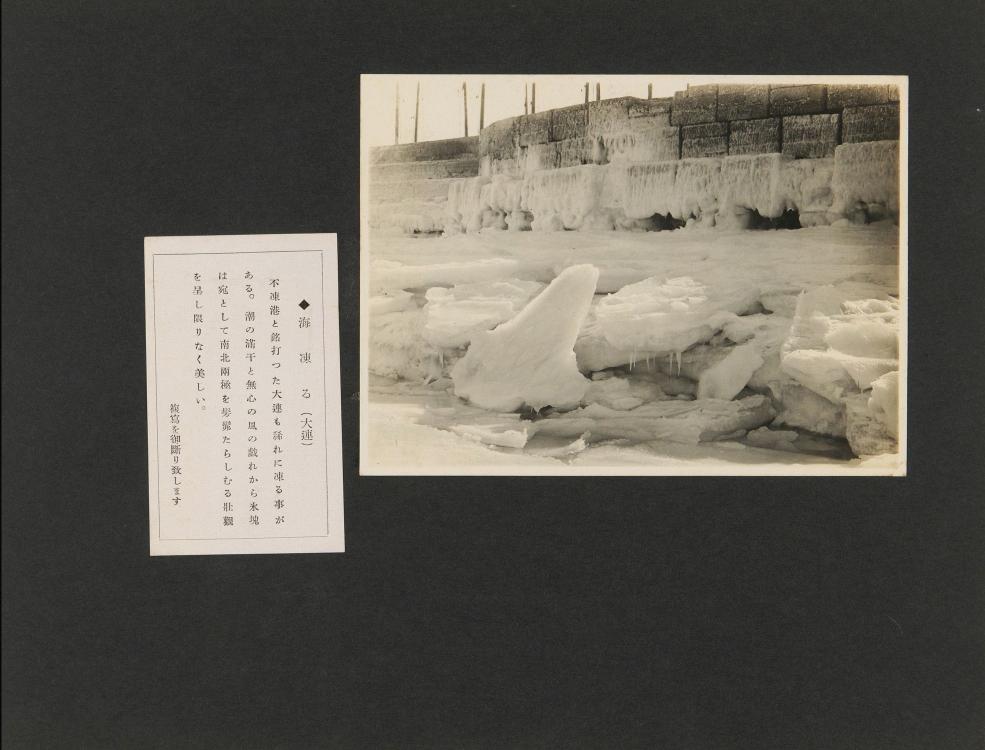 ◆海凍る(大連)
不凍港と銘打つた大連も稀れに凍る事が
ある。潮の滿干と無心の風の戯れから氷塊
は宛として南北兩極を髣髴たらしむる壯觀
を呈し限りなく美しい。
複寫を御斷り致します